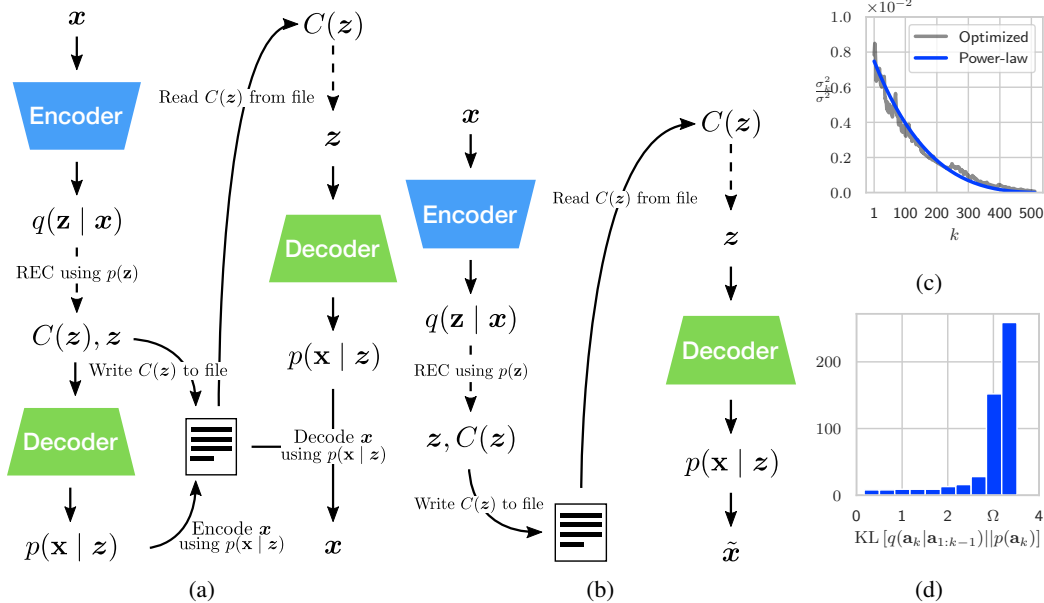 x
Encoder
q(z | x)
REC using p(z)
C(z), z
Write C(z) to file
Decoder
p(x | z)
Encode x
using p(x | z)
Read C(z) from file
C(z)
z
Decoder
p(x | z)
Decode x
using p(x | z)
x
(a)
x
Encoder
q(z | x)
REC using p(z)
z, C(z)
Write C(z) to file
Read C(z) from file
C(z)
z
Decoder
p(x | z)
x̃
(b)
×10⁻²
1.0
0.8
0.6
0.4
0.2
0.0
Optimized
Power-law
1 100 200 300 400 500
k
(c)
200
100
0
0 1 2 Ω 4
KL [q(a_k|a_{1:k−1})||p(a_k)]
(d)